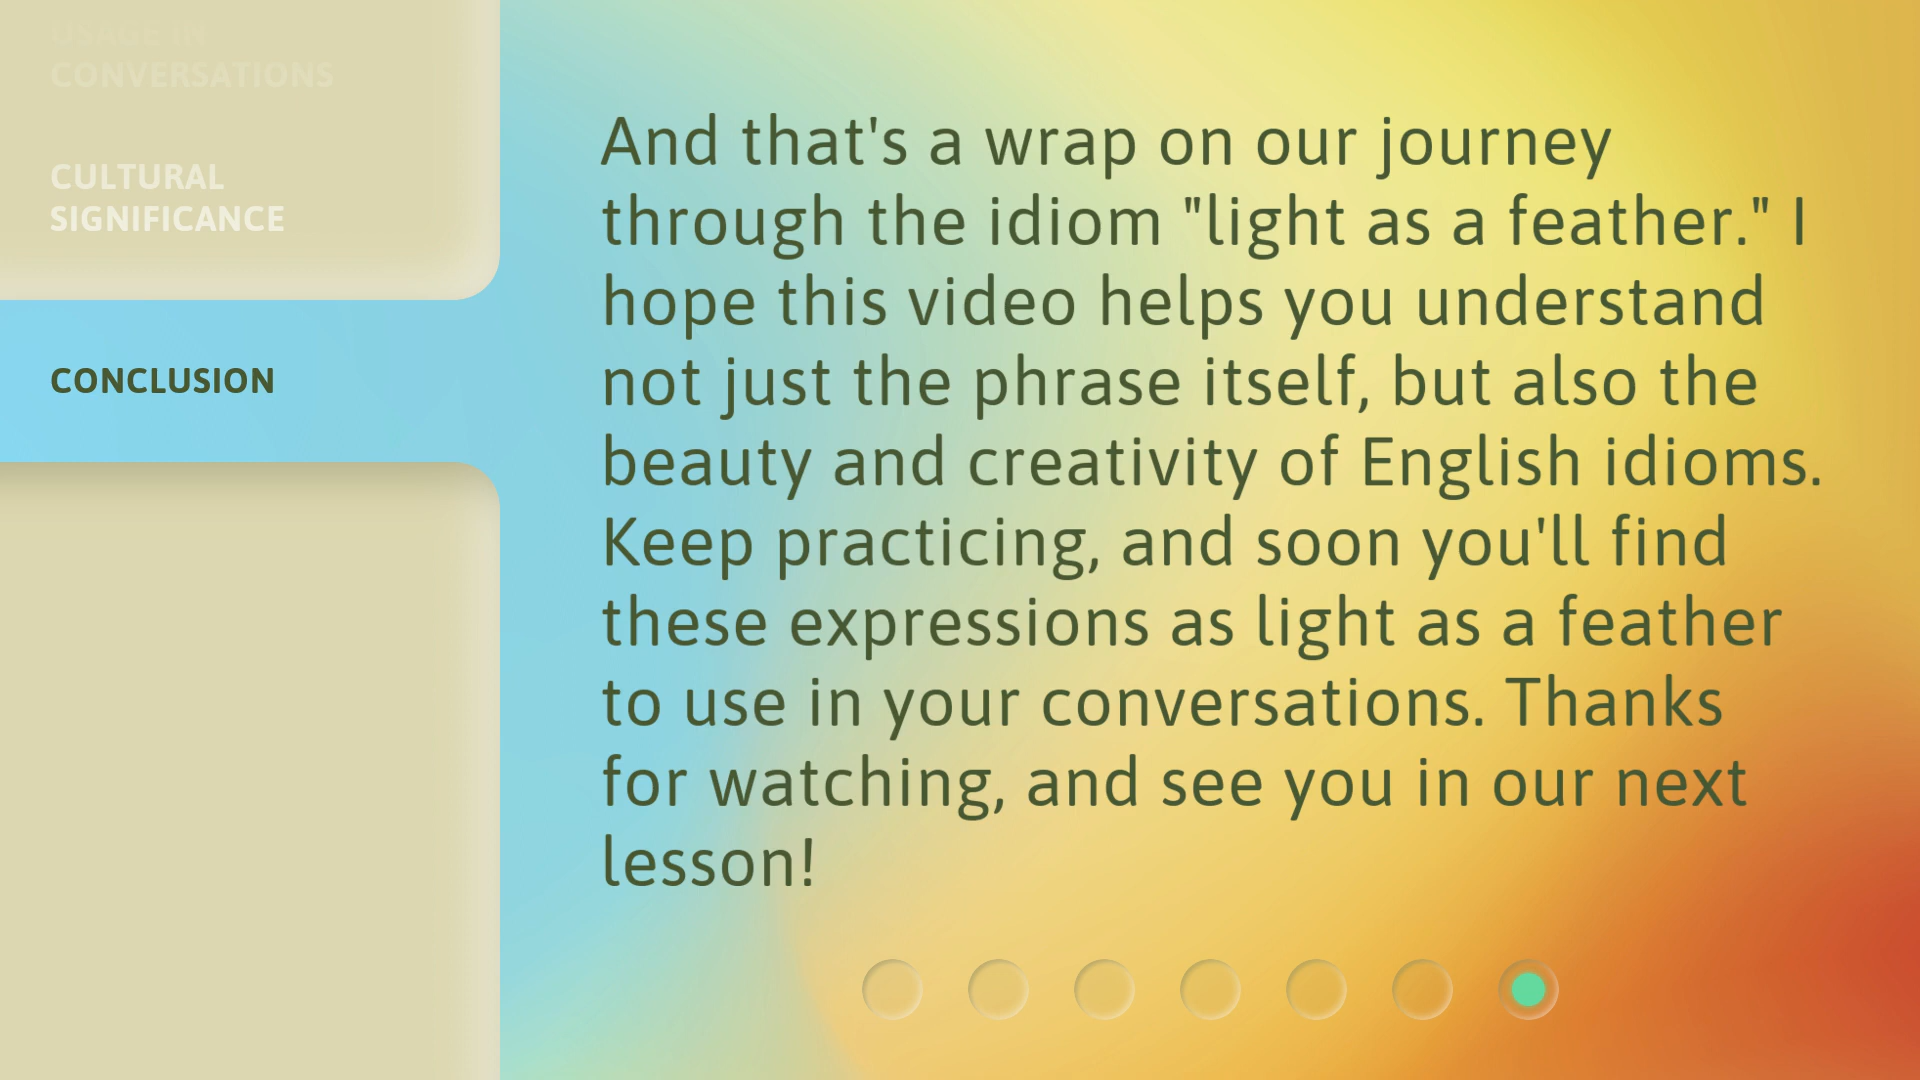 USAGE IN
CONVERSATIONS
CULTURAL
SIGNIFICANCE
CONCLUSION
And that's a wrap on our journey
through the idiom "light as a feather." I
hope this video helps you understand
not just the phrase itself, but also the
beauty and creativity of English idioms.
Keep practicing, and soon you'll find
these expressions as light as a feather
to use in your conversations. Thanks
for watching, and see you in our next
lesson!